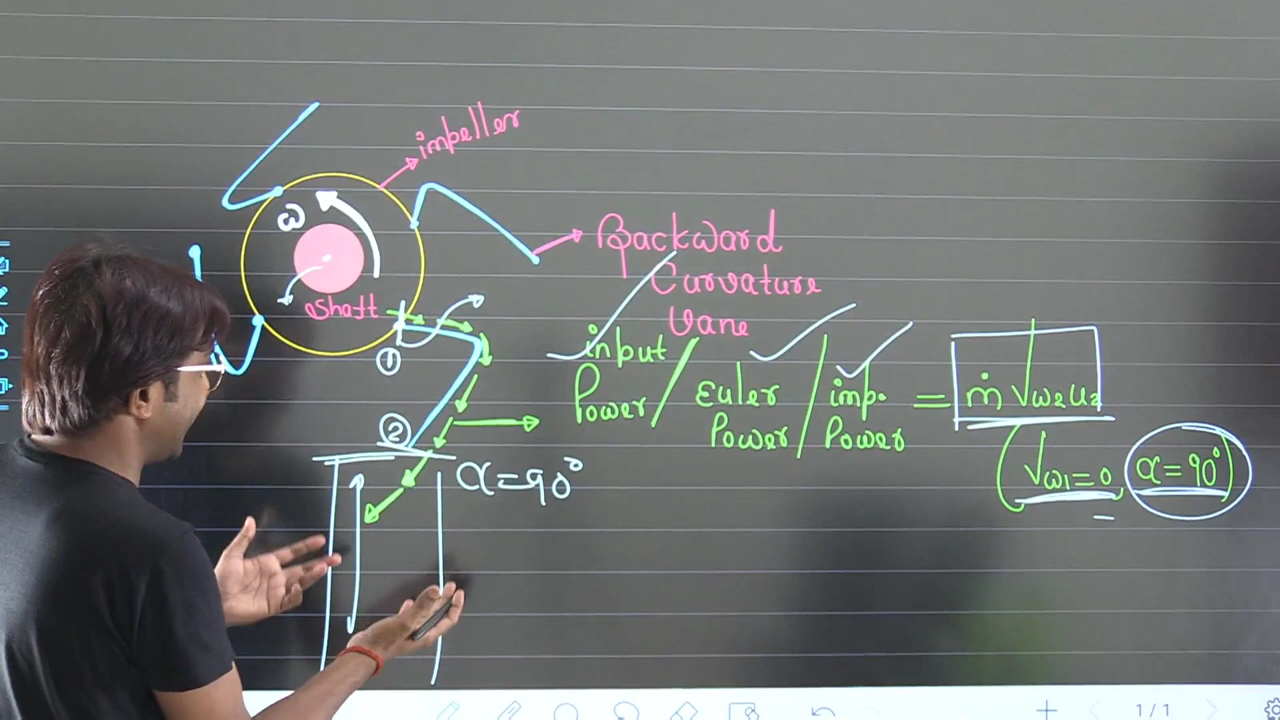 impeller
ω
Backward
Curvature
Vane
Shaft
①
②
input
Power / Euler
Power / imp.
Power = ṁ Vw2 u2
(Vw1=0, α=90°)
α=90°
1/1